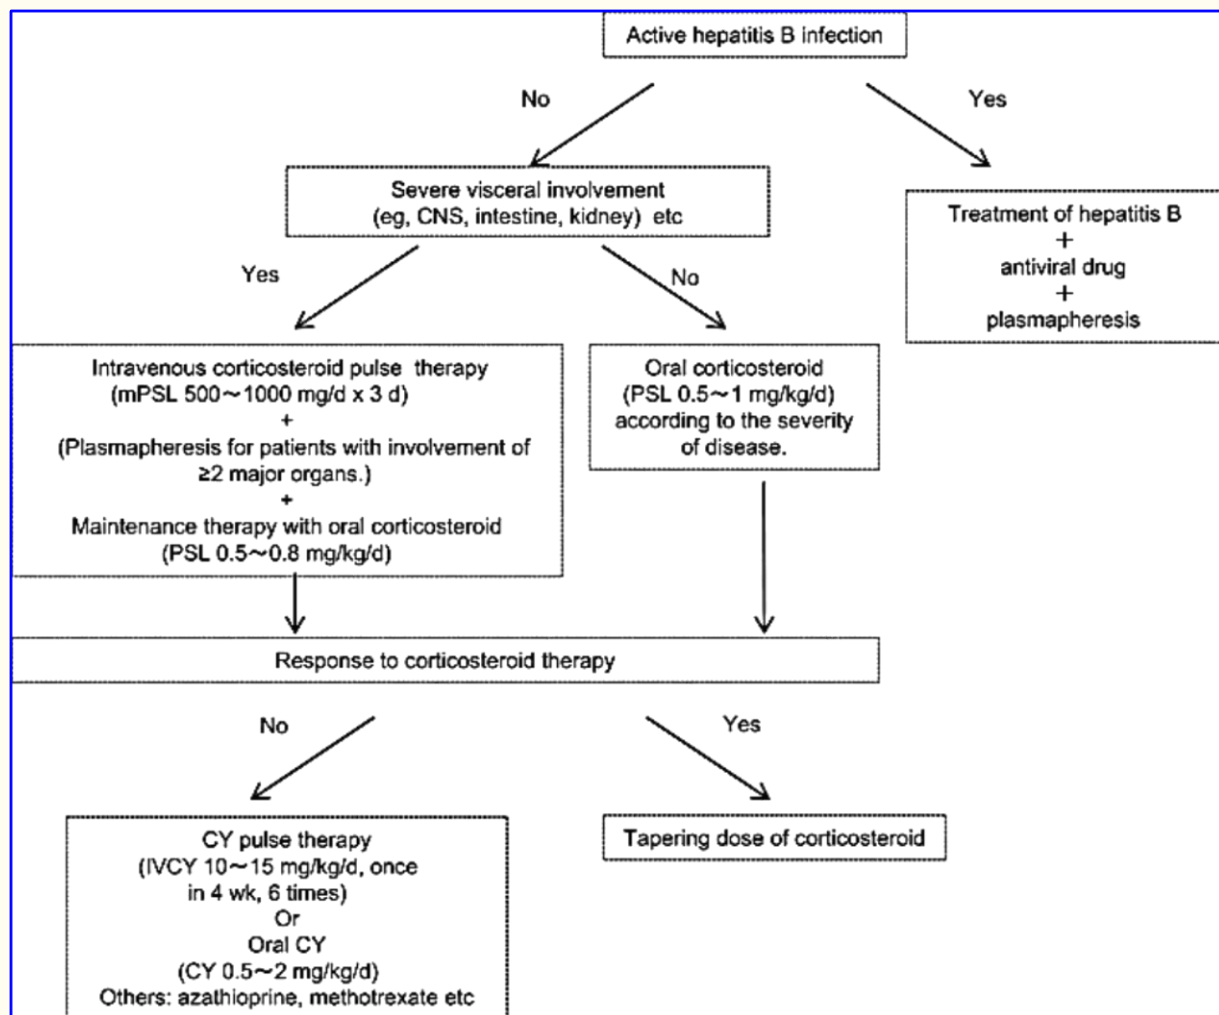 Active hepatitis B infection
No
Yes
Severe visceral involvement
(eg, CNS, intestine, kidney) etc
Treatment of hepatitis B
+
antiviral drug
+
plasmapheresis
Yes
No
Intravenous corticosteroid pulse therapy
(mPSL 500~1000 mg/d x 3 d)
+
(Plasmapheresis for patients with involvement of
≥2 major organs.)
+
Maintenance therapy with oral corticosteroid
(PSL 0.5~0.8 mg/kg/d)
Oral corticosteroid
(PSL 0.5~1 mg/kg/d)
according to the severity
of disease.
Response to corticosteroid therapy
No
Yes
CY pulse therapy
(IVCY 10~15 mg/kg/d, once
in 4 wk, 6 times)
Or
Oral CY
(CY 0.5~2 mg/kg/d)
Others: azathioprine, methotrexate etc
Tapering dose of corticosteroid